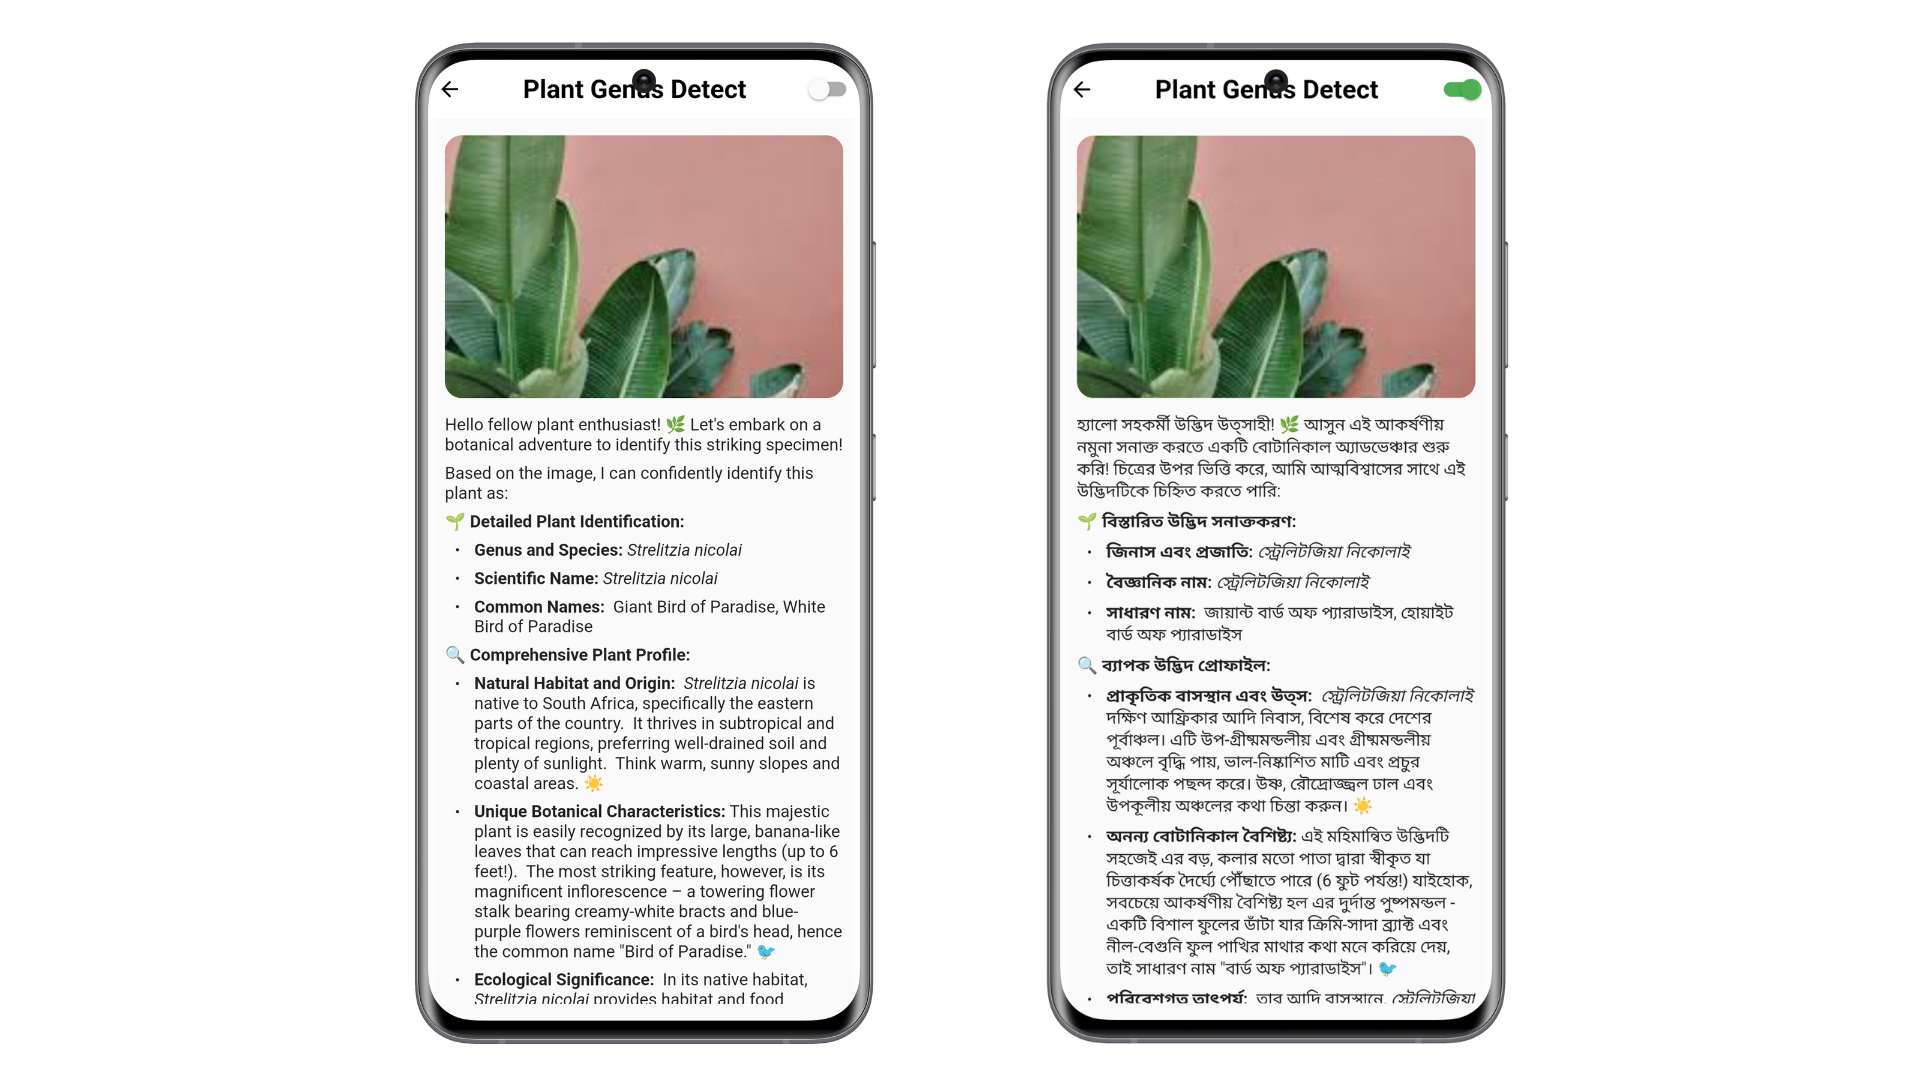 Plant Genus Detect
Hello fellow plant enthusiast! 🌿 Let's embark on a
botanical adventure to identify this striking specimen!
Based on the image, I can confidently identify this
plant as:
🌱 Detailed Plant Identification:
• Genus and Species: Strelitzia nicolai
• Scientific Name: Strelitzia nicolai
• Common Names: Giant Bird of Paradise, White
Bird of Paradise
🔍 Comprehensive Plant Profile:
• Natural Habitat and Origin: Strelitzia nicolai is
native to South Africa, specifically the eastern
parts of the country. It thrives in subtropical and
tropical regions, preferring well-drained soil and
plenty of sunlight. Think warm, sunny slopes and
coastal areas. ☀️
• Unique Botanical Characteristics: This majestic
plant is easily recognized by its large, banana-like
leaves that can reach impressive lengths (up to 6
feet!). The most striking feature, however, is its
magnificent inflorescence – a towering flower
stalk bearing creamy-white bracts and blue-
purple flowers reminiscent of a bird's head, hence
the common name "Bird of Paradise." 🐦
• Ecological Significance: In its native habitat,
Strelitzia nicolai provides habitat and food
Plant Genus Detect
হ্যালো সহকর্মী উদ্ভিদ উত্সাহী! 🌿 আসুন এই আকর্ষণীয়
নমুনা সনাক্ত করতে একটি বোটানিকাল অ্যাডভেঞ্চার শুরু
করি! চিত্রের উপর ভিত্তি করে, আমি আত্মবিশ্বাসের সাথে এই
উদ্ভিদটিকে চিহ্নিত করতে পারি:
🌱 বিস্তারিত উদ্ভিদ সনাক্তকরণ:
• জিনাস এবং প্রজাতি: স্ট্রেলিটজিয়া নিকোলাই
• বৈজ্ঞানিক নাম: স্ট্রেলিটজিয়া নিকোলাই
• সাধারণ নাম: জায়ান্ট বার্ড অফ প্যারাডাইস, হোয়াইট
বার্ড অফ প্যারাডাইস
🔍 ব্যাপক উদ্ভিদ প্রোফাইল:
• প্রাকৃতিক বাসস্থান এবং উত্স: স্ট্রেলিটজিয়া নিকোলাই
দক্ষিণ আফ্রিকার আদি নিবাস, বিশেষ করে দেশের
পূর্বাঞ্চল। এটি উপ-গ্রীষ্মমন্ডলীয় এবং গ্রীষ্মমন্ডলীয়
অঞ্চলে বৃদ্ধি পায়, ভাল-নিষ্কাশিত মাটি এবং প্রচুর
সূর্যালোক পছন্দ করে। উষ্ণ, রৌদ্রোজ্জ্বল ঢাল এবং
উপকূলীয় অঞ্চলের কথা চিন্তা করুন। ☀️
• অনন্য বোটানিকাল বৈশিষ্ট্য: এই মহিমান্বিত উদ্ভিদটি
সহজেই এর বড়, কলার মতো পাতা দ্বারা স্বীকৃত যা
চিত্তাকর্ষক দৈর্ঘ্যে পৌঁছাতে পারে (6 ফুট পর্যন্ত!) যাইহোক,
সবচেয়ে আকর্ষণীয় বৈশিষ্ট্য হল এর দুর্দান্ত পুষ্পমন্ডল -
একটি বিশাল ফুলের ডাঁটা যার ক্রিমি-সাদা ব্র্যাক্ট এবং
নীল-বেগুনি ফুল পাখির মাথার কথা মনে করিয়ে দেয়,
তাই সাধারণ নাম "বার্ড অফ প্যারাডাইস"। 🐦
• পরিবেশগত তাৎপর্য: তার আদি বাসস্থানে, স্ট্রেলিটজিয়া